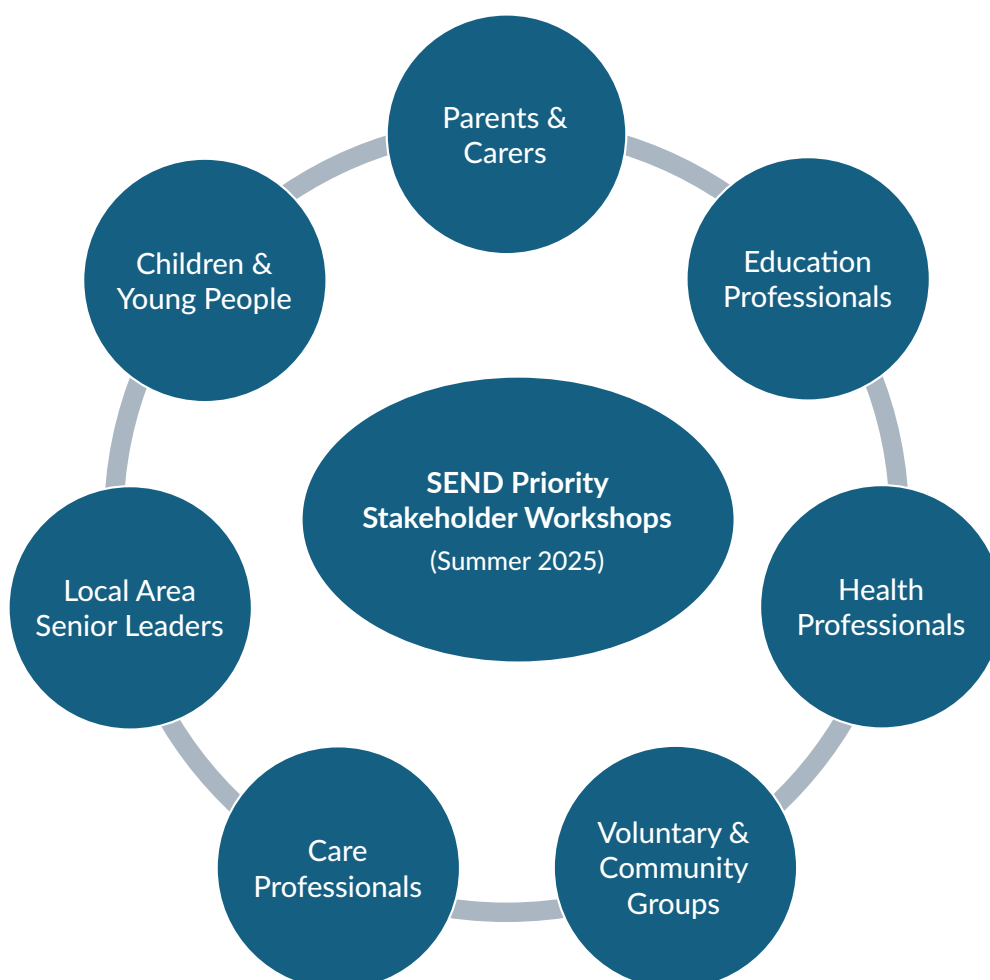 Parents &
Carers
Education
Professionals
Children &
Young People
SEND Priority
Stakeholder Workshops
(Summer 2025)
Health
Professionals
Local Area
Senior Leaders
Voluntary &
Community
Groups
Care
Professionals